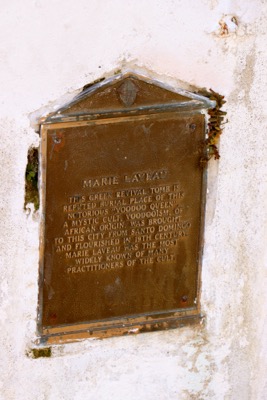 MARIE LAVEAU
THIS GREEK REVIVAL TOMB IS
REPUTED BURIAL PLACE OF THIS
NOTORIOUS "VOODOO QUEEN".
A MYSTIC CULT, VOODOOISM, OF
AFRICAN ORIGIN, WAS BROUGHT
TO THIS CITY FROM SANTO DOMINGO
AND FLOURISHED IN 19TH CENTURY.
MARIE LAVEAU WAS THE MOST
WIDELY KNOWN OF MANY
PRACTITIONERS OF THE CULT.